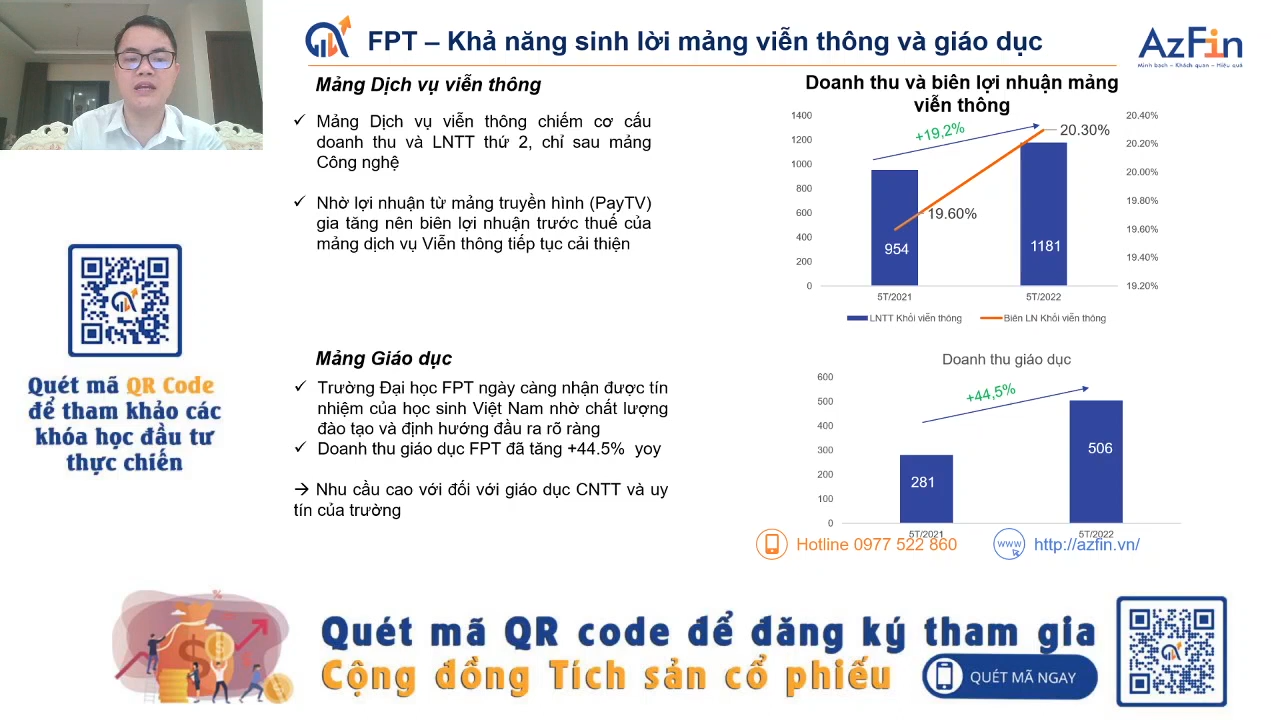 FPT – Khả năng sinh lời mảng viễn thông và giáo dục
AzFin
Minh bạch – Khách quan – Hiệu quả
Mảng Dịch vụ viễn thông
✓ Mảng Dịch vụ viễn thông chiếm cơ cấu
doanh thu và LNTT thứ 2, chỉ sau mảng
Công nghệ
✓ Nhờ lợi nhuận từ mảng truyền hình (PayTV)
gia tăng nên biên lợi nhuận trước thuế của
mảng dịch vụ Viễn thông tiếp tục cải thiện
Doanh thu và biên lợi nhuận mảng
viễn thông
1400
1200
1000
800
600
400
200
0
20.40%
20.20%
20.00%
19.80%
19.60%
19.40%
19.20%
+19,2%
20.30%
19.60%
954
1181
5T/2021
5T/2022
LNTT Khối viễn thông
Biên LN Khối viễn thông
Quét mã QR Code
để tham khảo các
khóa học đầu tư
thực chiến
Mảng Giáo dục
✓ Trường Đại học FPT ngày càng nhận được tín
nhiệm của học sinh Việt Nam nhờ chất lượng
đào tạo và định hướng đầu ra rõ ràng
✓ Doanh thu giáo dục FPT đã tăng +44.5% yoy
→ Nhu cầu cao với đối với giáo dục CNTT và uy
tín của trường
Doanh thu giáo dục
600
500
400
300
200
100
0
+44,5%
281
506
5T/2021
5T/2022
Hotline 0977 522 860
www
http://azfin.vn/
Quét mã QR code để đăng ký tham gia
Cộng đồng Tích sản cổ phiếu
QUÉT MÃ NGAY